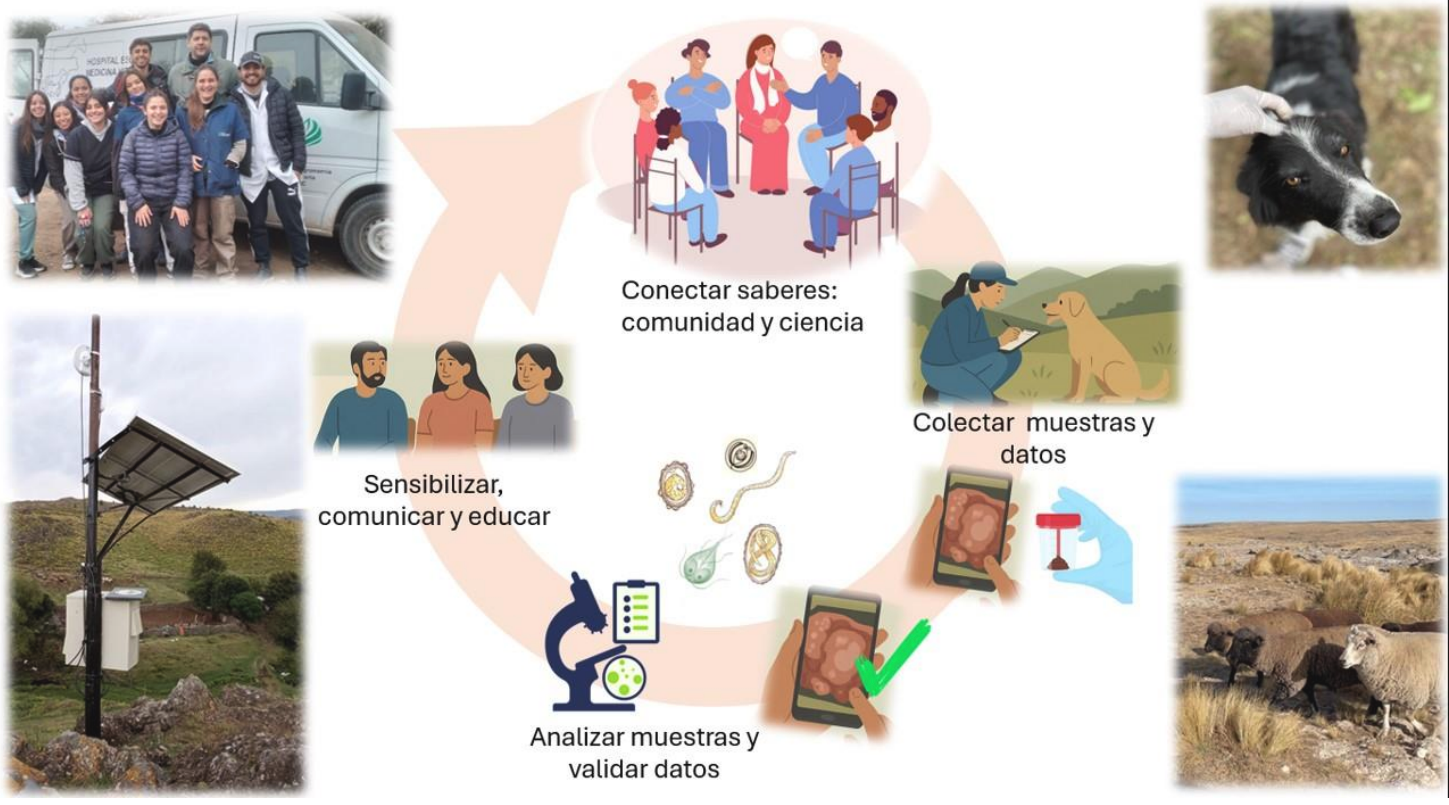 HOSPITAL
MEDICINA
Conectar saberes:
comunidad y ciencia
Colectar muestras y
datos
Sensibilizar,
comunicar y educar
Analizar muestras y
validar datos